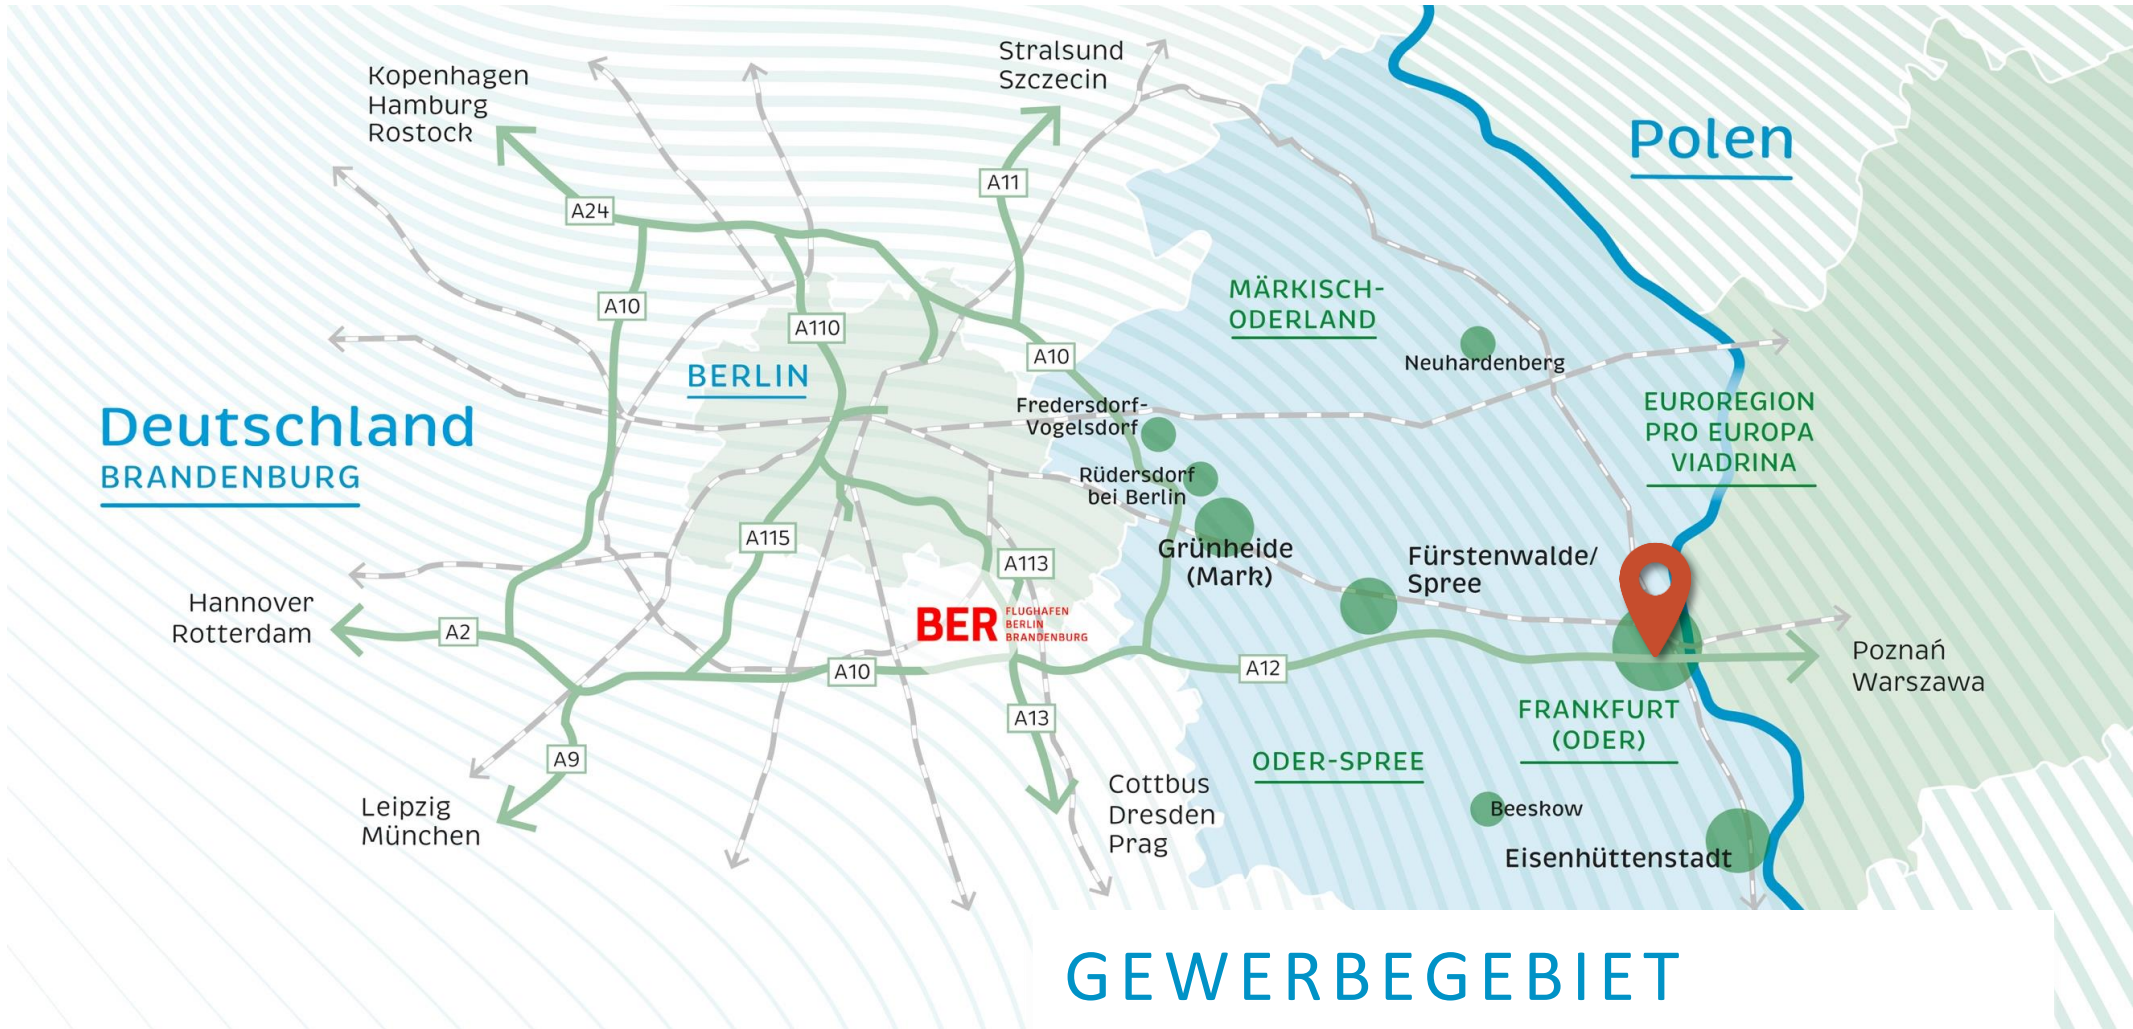 Kopenhagen
Hamburg
Rostock
Stralsund
Szczecin
Polen
A24
A11
A10
A110
A10
MÄRKISCH-
ODERLAND
Neuhardenberg
BERLIN
Deutschland
BRANDENBURG
Fredersdorf-
Vogelsdorf
EUROREGION
PRO EUROPA
VIADRINA
Rüdersdorf
bei Berlin
A115
A113
Grünheide
(Mark)
Fürstenwalde/
Spree
Hannover
Rotterdam
A2
BER
FLUGHAFEN
BERLIN
BRANDENBURG
A10
A12
Poznań
Warszawa
A13
FRANKFURT
(ODER)
A9
ODER-SPREE
Leipzig
München
Cottbus
Dresden
Prag
Beeskow
Eisenhüttenstadt
GEWERBEGEBIET